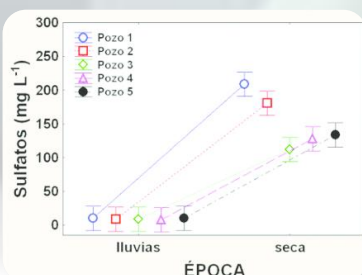 300
250
200
150
100
50
0
Sulfatos (mg L-1)
Pozo 1
Pozo 2
Pozo 3
Pozo 4
Pozo 5
lluvias seca
ÉPOCA